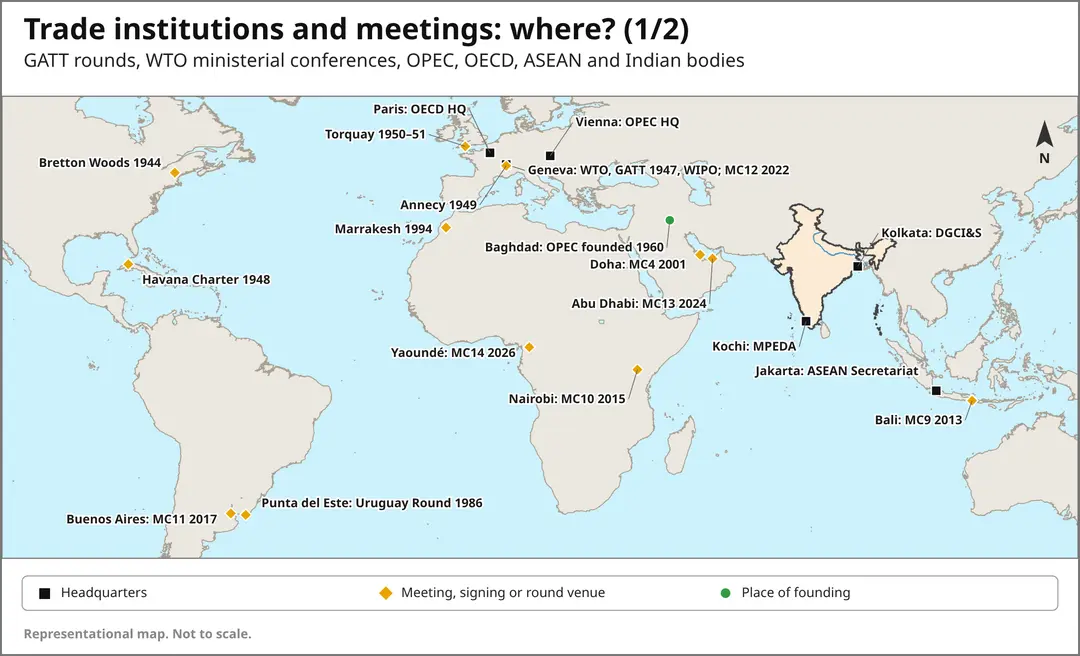 Trade institutions and meetings: where? (1/2)
GATT rounds, WTO ministerial conferences, OPEC, OECD, ASEAN and Indian bodies
Paris: OECD HQ
Vienna: OPEC HQ
Torquay 1950–51
Bretton Woods 1944
N
Geneva: WTO, GATT 1947, WIPO; MC12 2022
Annecy 1949
Marrakesh 1994
Kolkata: DGCI&S
Baghdad: OPEC founded 1960
Doha: MC4 2001
Havana Charter 1948
Abu Dhabi: MC13 2024
Kochi: MPEDA
Yaoundé: MC14 2026
Jakarta: ASEAN Secretariat
Nairobi: MC10 2015
Bali: MC9 2013
Punta del Este: Uruguay Round 1986
Buenos Aires: MC11 2017
Headquarters
Meeting, signing or round venue
Place of founding
Representational map. Not to scale.